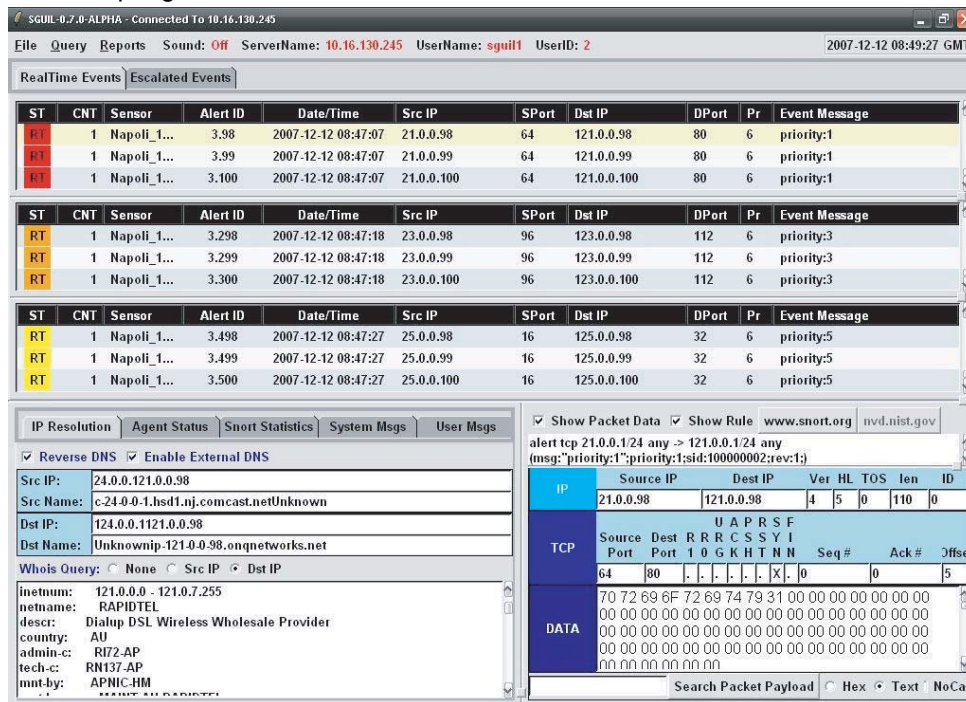 SGUIL-0.7.0-ALPHA - Connected To 10.16.130.245
File Query Reports Sound: Off ServerName: 10.16.130.245 UserName: sguil1 UserID: 2 2007-12-12 08:49:27 GMT
RealTime Events Escalated Events
ST CNT Sensor Alert ID Date/Time Src IP SPort Dst IP DPort Pr Event Message
RT 1 Napoli_1... 3.98 2007-12-12 08:47:07 21.0.0.98 64 121.0.0.98 80 6 priority:1
RT 1 Napoli_1... 3.99 2007-12-12 08:47:07 21.0.0.99 64 121.0.0.99 80 6 priority:1
RT 1 Napoli_1... 3.100 2007-12-12 08:47:07 21.0.0.100 64 121.0.0.100 80 6 priority:1
ST CNT Sensor Alert ID Date/Time Src IP SPort Dst IP DPort Pr Event Message
RT 1 Napoli_1... 3.298 2007-12-12 08:47:18 23.0.0.98 96 123.0.0.98 112 6 priority:3
RT 1 Napoli_1... 3.299 2007-12-12 08:47:18 23.0.0.99 96 123.0.0.99 112 6 priority:3
RT 1 Napoli_1... 3.300 2007-12-12 08:47:18 23.0.0.100 96 123.0.0.100 112 6 priority:3
ST CNT Sensor Alert ID Date/Time Src IP SPort Dst IP DPort Pr Event Message
RT 1 Napoli_1... 3.498 2007-12-12 08:47:27 25.0.0.98 16 125.0.0.98 32 6 priority:5
RT 1 Napoli_1... 3.499 2007-12-12 08:47:27 25.0.0.99 16 125.0.0.99 32 6 priority:5
RT 1 Napoli_1... 3.500 2007-12-12 08:47:27 25.0.0.100 16 125.0.0.100 32 6 priority:5
IP Resolution Agent Status Snort Statistics System Msgs User Msgs
Reverse DNS Enable External DNS
Src IP: 24.0.0.121.0.0.98
Src Name: c-24-0-0-1.hsd1.nj.comcast.netUnknown
Dst IP: 124.0.0.1121.0.0.98
Dst Name: Unknownip-121-0-0-98.onqnetworks.net
Whois Query: None Src IP Dst IP
inetnum: 121.0.0.0 - 121.0.7.255
netname: RAPIDTEL
descr: Dialup DSL Wireless Wholesale Provider
country: AU
admin-c: RI72-AP
tech-c: RN137-AP
mnt-by: APNIC-HM
Show Packet Data Show Rule www.snort.org nvd.nist.gov
alert tcp 21.0.0.1/24 any -> 121.0.0.1/24 any
(msg:"priority:1";priority:1;sid:100000002;rev:1;)
IP
Source IP Dest IP Ver HL TOS len ID
21.0.0.98 121.0.0.98 4 5 0 110 0
TCP
U A P R S F
Source Dest R R R C S S Y I
Port Port 1 0 G K H T N N Seq # Ack # Offse
64 80 . . . . . . X . 0 0 5
DATA
70 72 69 6F 72 69 74 79 31 00 00 00 00 00 00
00 00 00 00 00 00 00 00 00 00 00 00 00 00 00
00 00 00 00 00 00 00 00 00 00 00 00 00 00 00
00 00 00 00 00 00 00 00 00 00 00 00 00 00 00
00 00 00 00 00 00
Search Packet Payload Hex Text NoCa